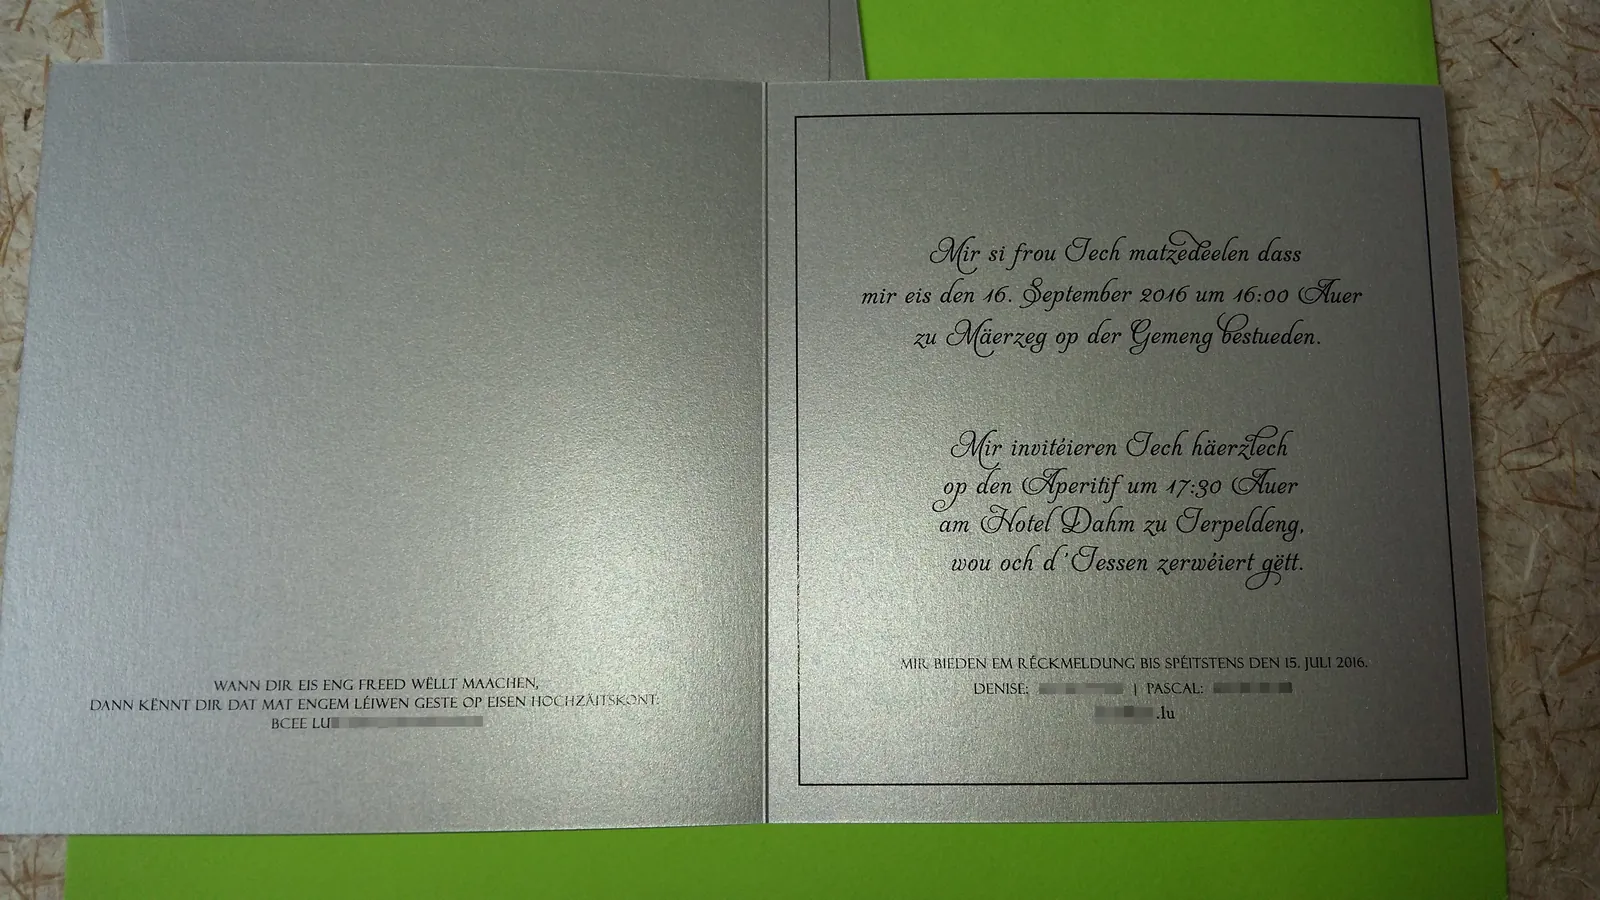 WANN DIR EIS ENG FREED WËLLT MAACHEN,
DANN KËNNT DIR DAT MAT ENGEM LÉIWEN GESTE OP EISEN HOCHZÄITSKONT:
BCEE LU
Mir si frou Iech matzedeelen dass
mir eis den 16. September 2016 um 16:00 Auer
zu Mäerzeg op der Gemeng bestueden.
Mir invitéieren Iech häerzlech
op den Aperitif um 17:30 Auer
am Hotel Dahm zu Ierpeldeng,
wou och d'Iessen zerwéiert gëtt.
MIR BIEDEN EM RÉCKMELDUNG BIS SPÉITSTENS DEN 15. JULI 2016.
DENISE: | PASCAL:
.lu